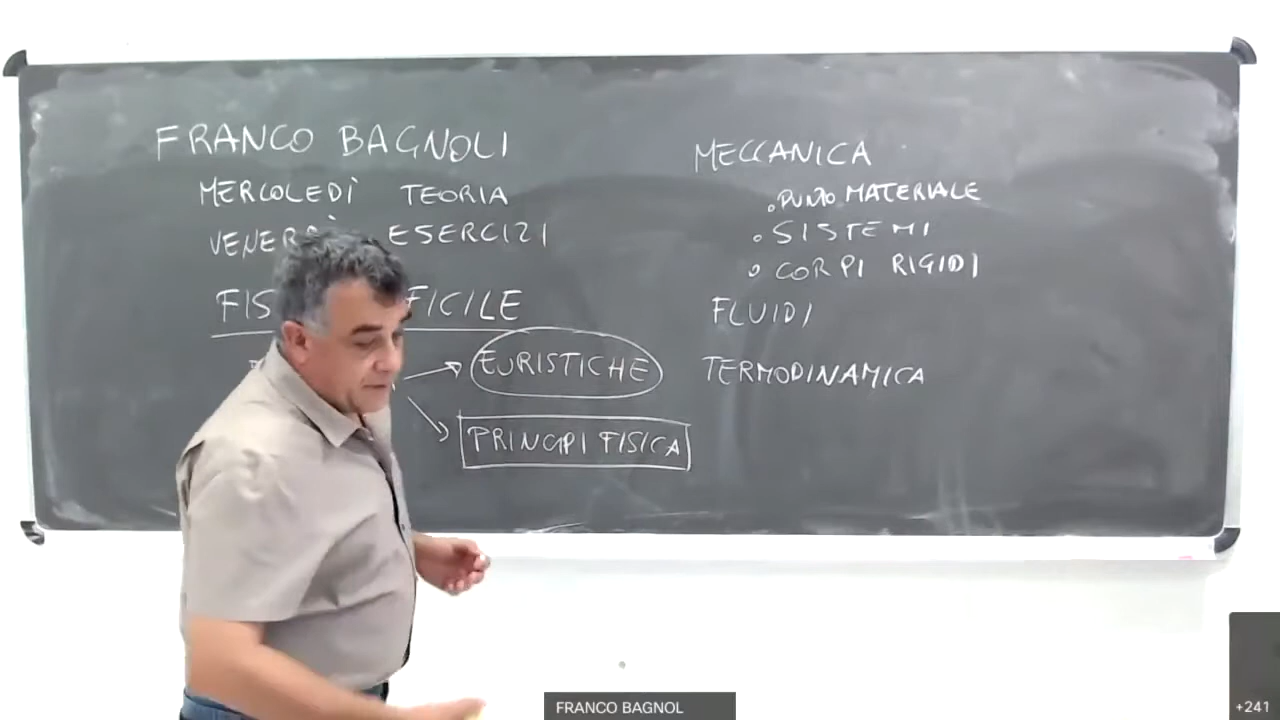 FRANCO BAGNOLI
MERCOLEDÌ TEORIA
ESERCIZI
EURISTICHE
PRINCIPI FISICA
MECCANICA
. PUNTO MATERIALE
. SISTEMI
. CORPI RIGIDI
FLUIDI
TERMODINAMICA
FRANCO BAGNOL
+241